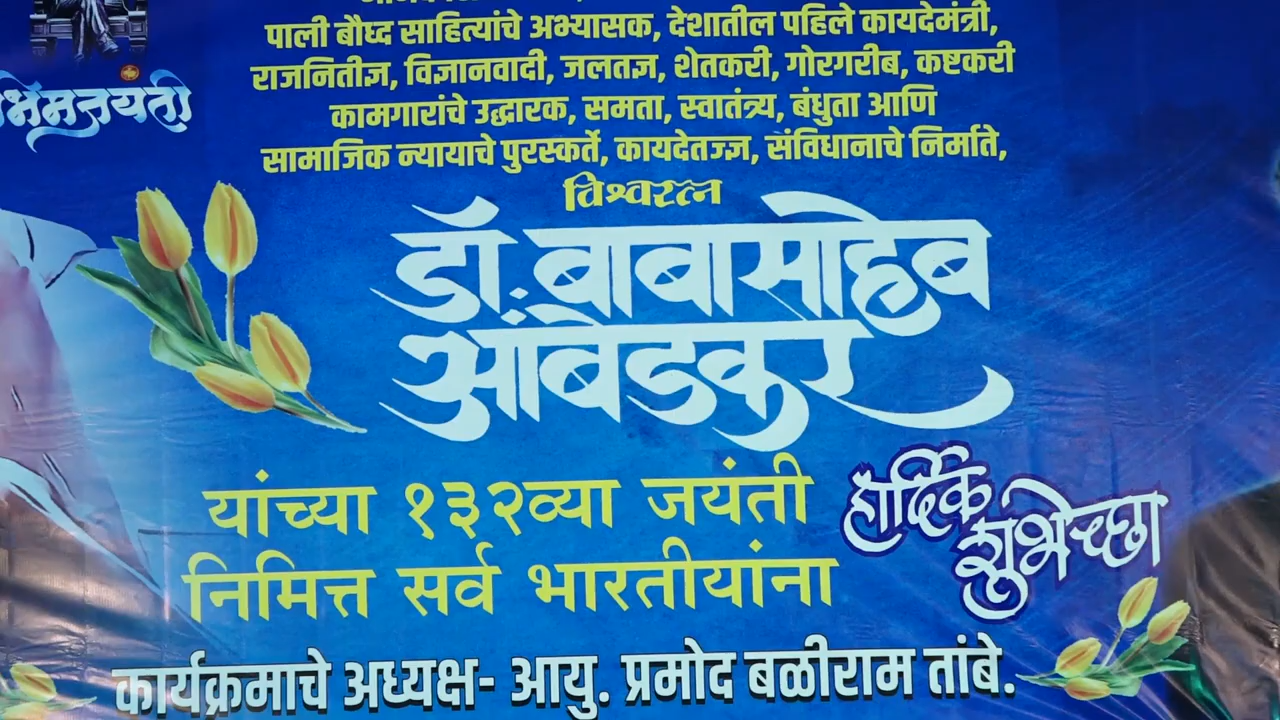 पाली बौध्द साहित्यांचे अभ्यासक, देशातील पहिले कायदेमंत्री,
राजनितीज्ञ, विज्ञानवादी, जलतज्ञ, शेतकरी, गोरगरीब, कष्टकरी
कामगारांचे उद्धारक, समता, स्वातंत्र्य, बंधुता आणि
सामाजिक न्यायाचे पुरस्कर्ते, कायदेतज्ज्ञ, संविधानाचे निर्माते,
विश्वरत्न
डॉ. बाबासाहेब
आंबेडकर
यांच्या १३२व्या जयंती
निमित्त सर्व भारतीयांना
हार्दिक
शुभेच्छा
कार्यक्रमाचे अध्यक्ष- आयु. प्रमोद बळीराम तांबे.